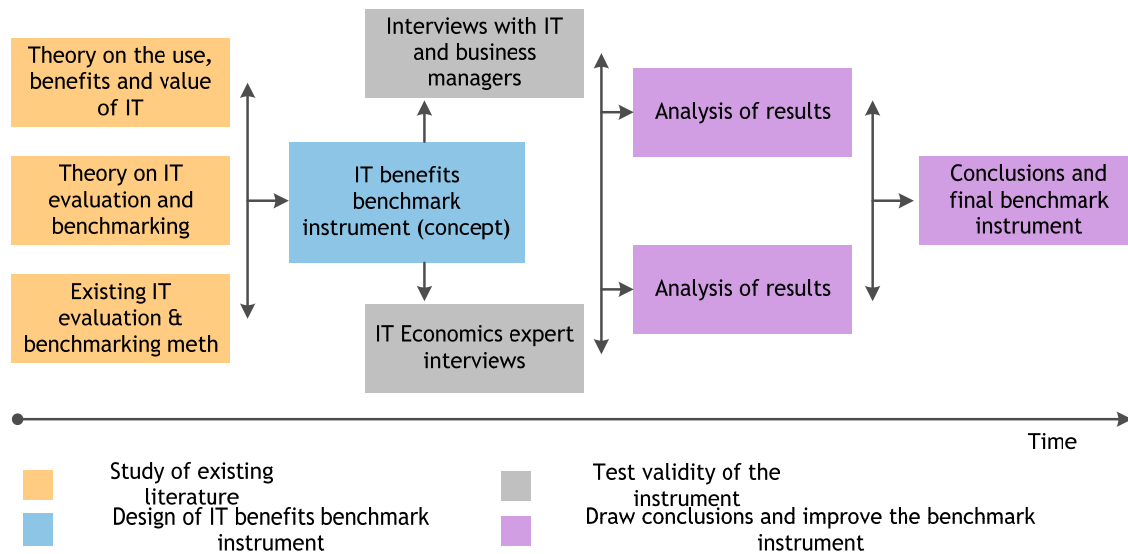 Theory on the use,
benefits and value
of IT
Theory on IT
evaluation and
benchmarking
Existing IT
evaluation &
benchmarking meth
IT benefits
benchmark
instrument (concept)
Interviews with IT
and business
managers
IT Economics expert
interviews
Analysis of results
Analysis of results
Conclusions and
final benchmark
instrument
Time
Study of existing
literature
Design of IT benefits benchmark
instrument
Test validity of the
instrument
Draw conclusions and improve the benchmark
instrument